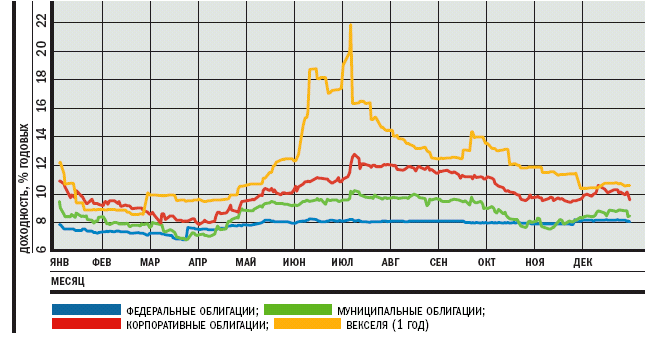 доходность, % годовых
22
20
18
16
14
12
10
8
6
ЯНВ ФЕВ МАР АПР МАЙ ИЮН ИЮЛ АВГ СЕН ОКТ НОЯ ДЕК
МЕСЯЦ
ФЕДЕРАЛЬНЫЕ ОБЛИГАЦИИ; МУНИЦИПАЛЬНЫЕ ОБЛИГАЦИИ;
КОРПОРАТИВНЫЕ ОБЛИГАЦИИ; ВЕКСЕЛЯ (1 ГОД)